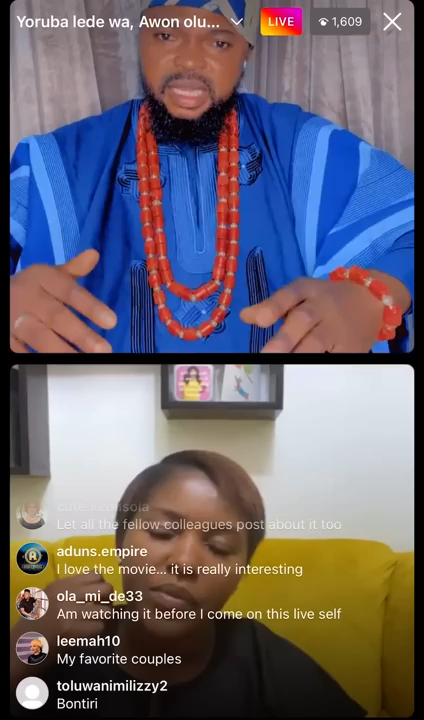 Yoruba lede wa, Awon olu...
LIVE
1,609
Let all the fellow colleagues post about it too
aduns.empire
I love the movie... it is really interesting
ola_mi_de33
Am watching it before I come on this live self
leemah10
My favorite couples
toluwanimilizzy2
Bontiri